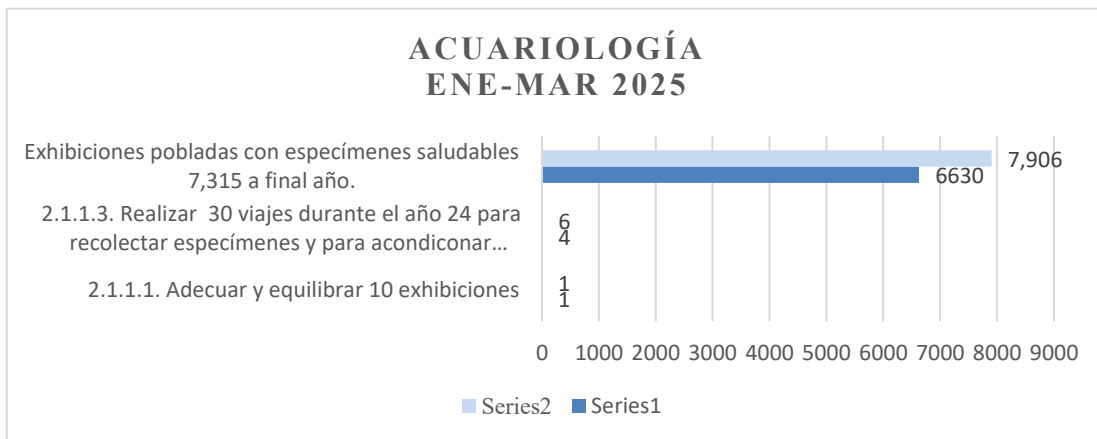 ACUARIOLOGÍA
ENE-MAR 2025
Exhibiciones pobladas con especímenes saludables
7,315 a final año.
7,906
6630
2.1.1.3. Realizar 30 viajes durante el año 24 para
recolectar especímenes y para acondiconar...
6
4
2.1.1.1. Adecuar y equilibrar 10 exhibiciones
1
1
0 1000 2000 3000 4000 5000 6000 7000 8000 9000
Series2 Series1